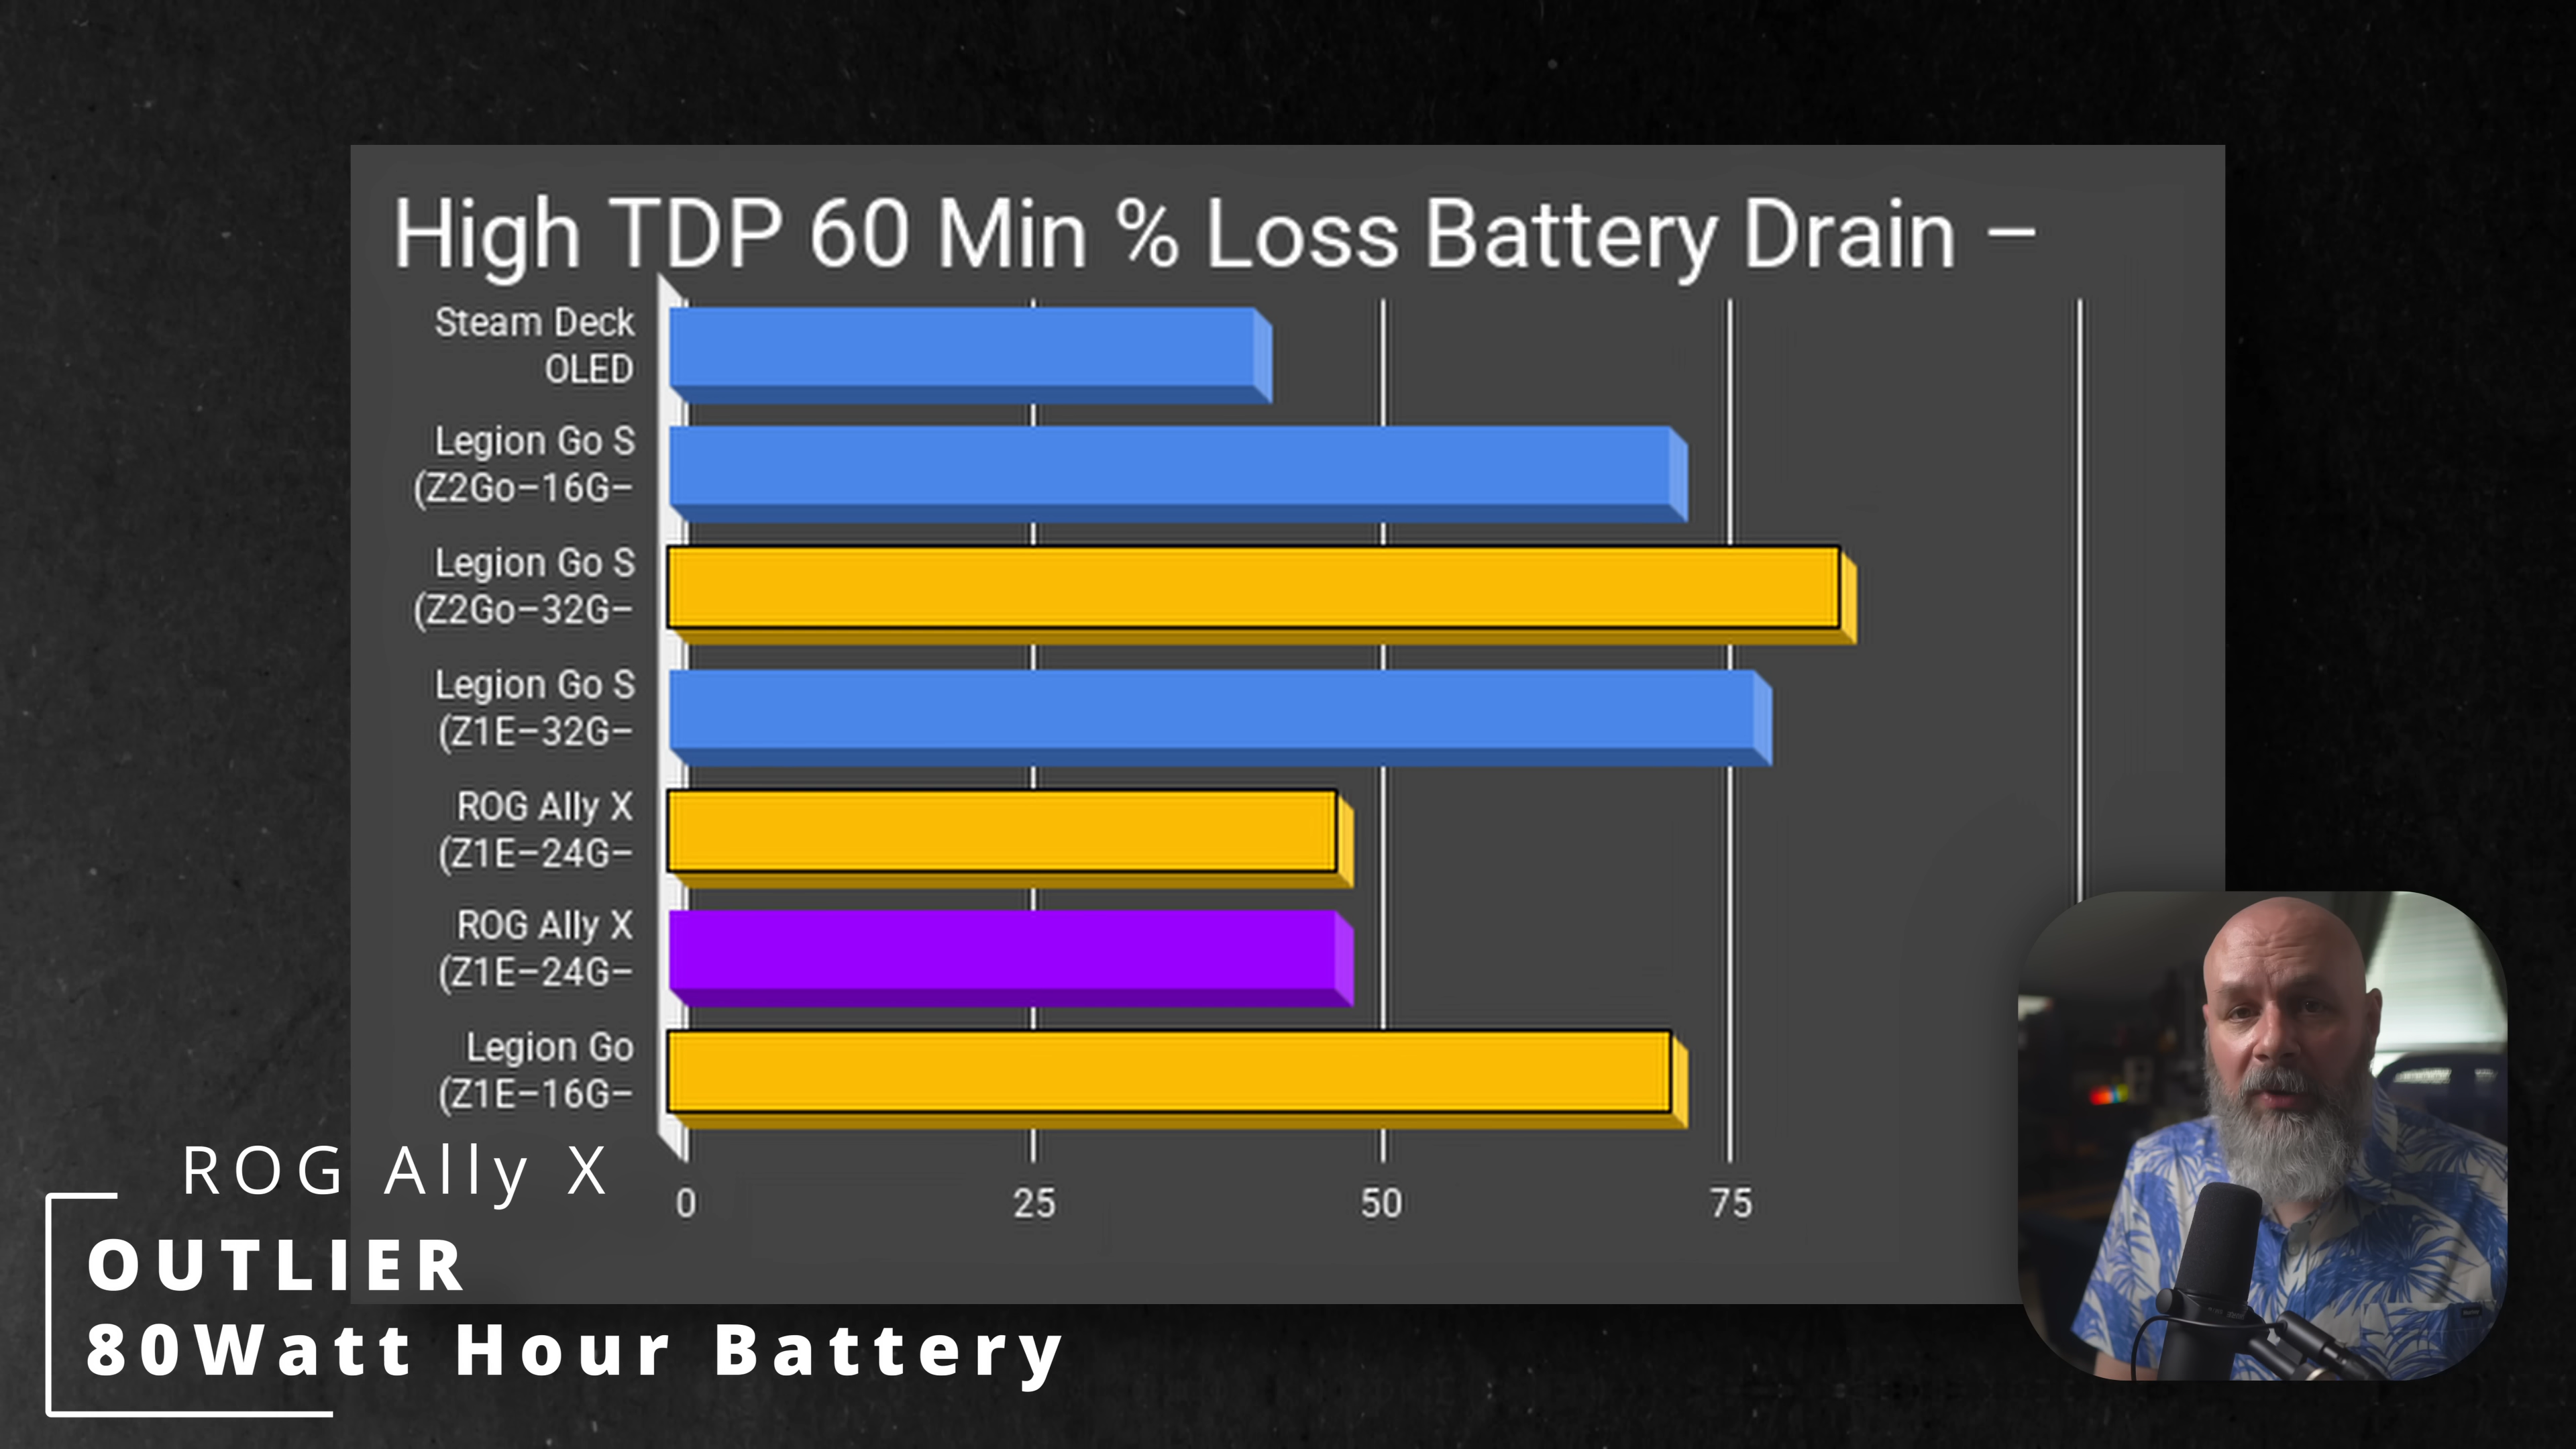 High TDP 60 Min % Loss Battery Drain –
Steam Deck
OLED
Legion Go S
(Z2Go–16G–
Legion Go S
(Z2Go–32G–
Legion Go S
(Z1E–32G–
ROG Ally X
(Z1E–24G–
ROG Ally X
(Z1E–24G–
Legion Go
(Z1E–16G–
0
25
50
75
ROG Ally X
OUTLIER
80Watt Hour Battery